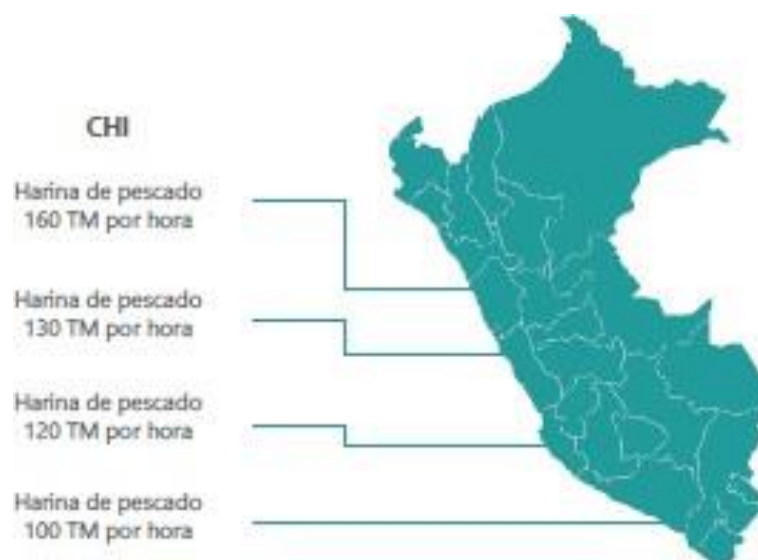 CHI
Harina de pescado
160 TM por hora
Harina de pescado
130 TM por hora
Harina de pescado
120 TM por hora
Harina de pescado
100 TM por hora